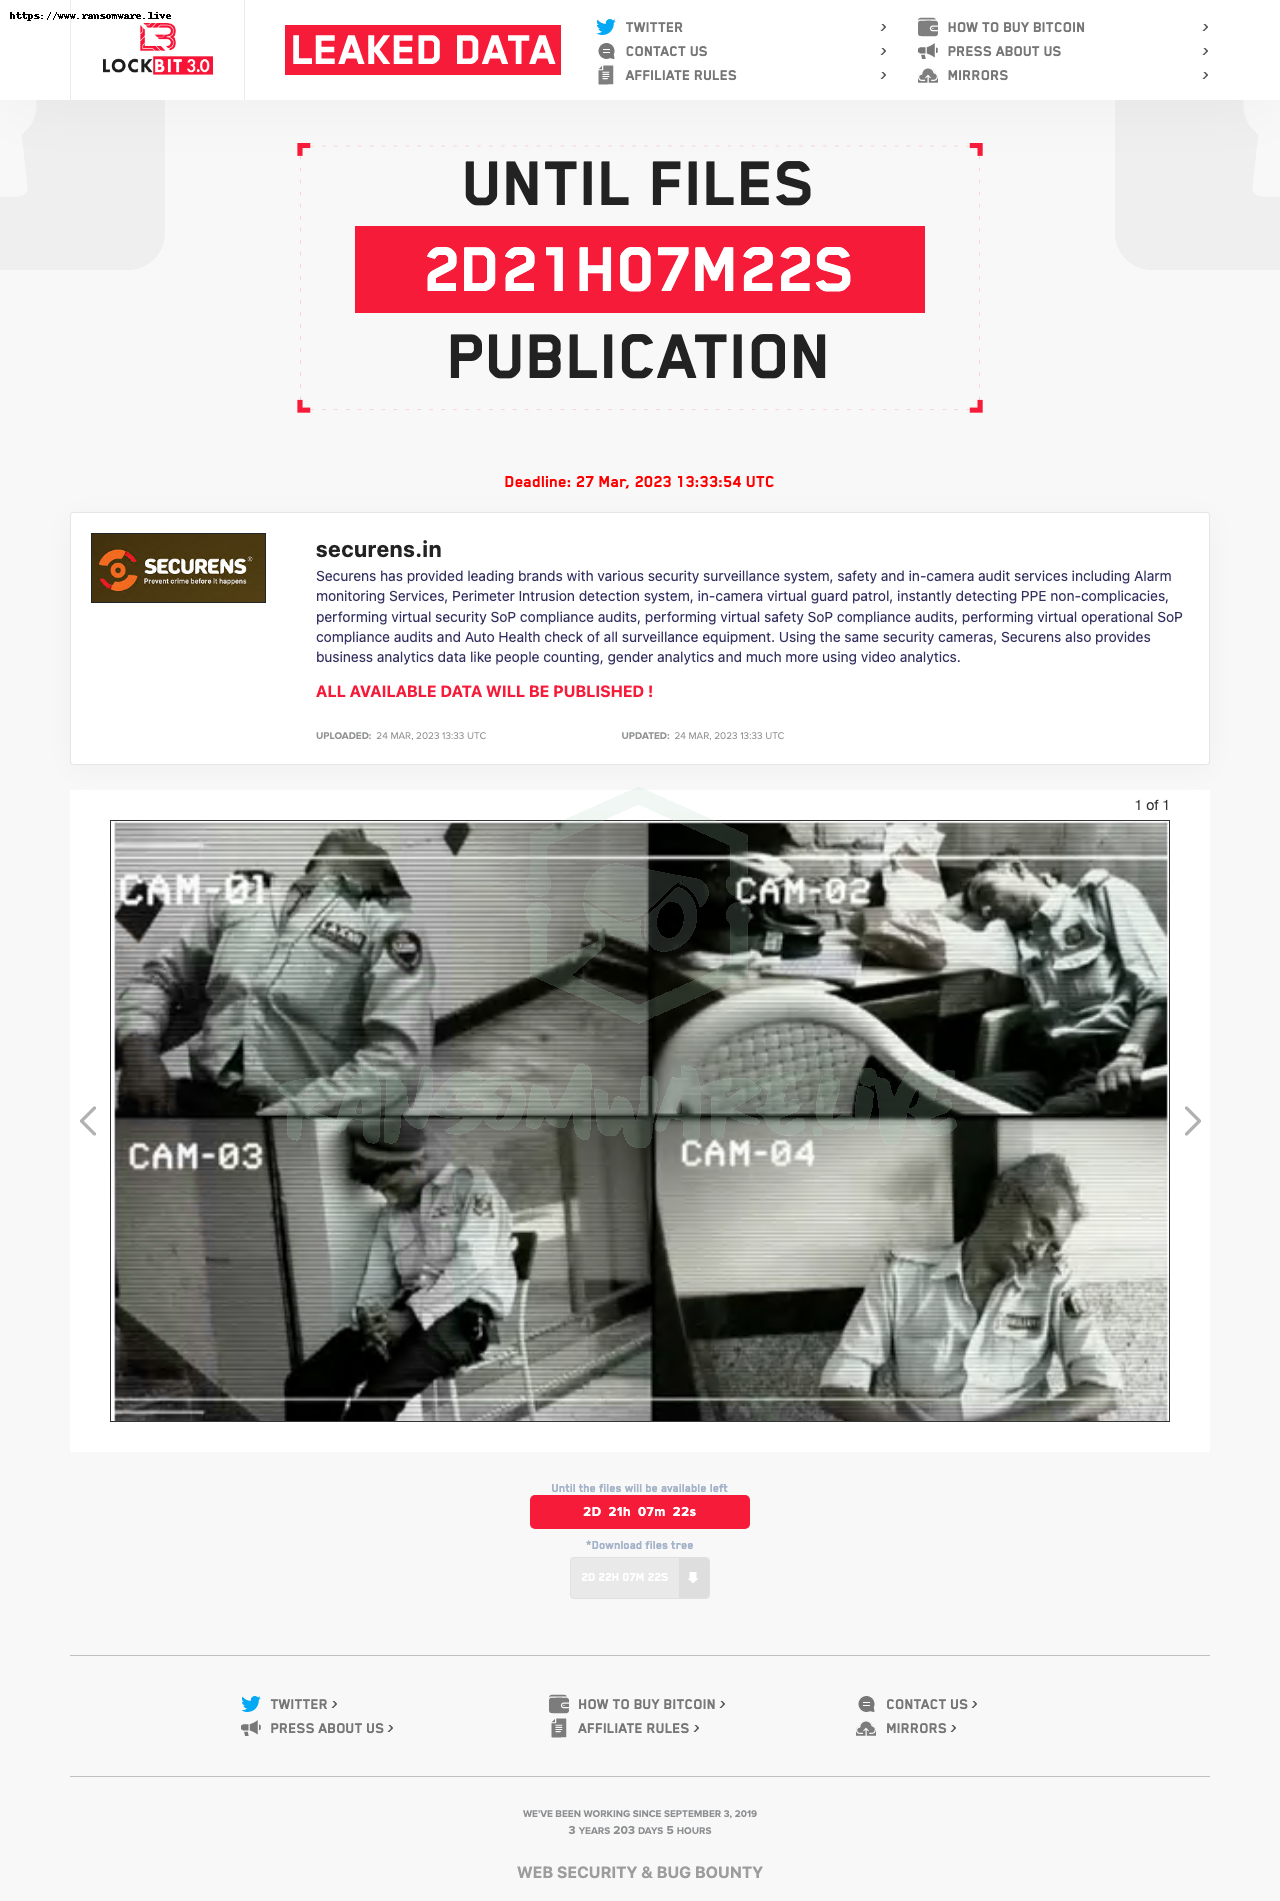 https://www.ransomware.live
LOCKBIT 3.0
LEAKED DATA
TWITTER
CONTACT US
AFFILIATE RULES
HOW TO BUY BITCOIN
PRESS ABOUT US
MIRRORS
UNTIL FILES
2D21H07M22S
PUBLICATION
Deadline: 27 Mar, 2023 13:33:54 UTC
SECURENS®
Prevent crime before it happens
securens.in
Securens has provided leading brands with various security surveillance system, safety and in-camera audit services including Alarm
monitoring Services, Perimeter Intrusion detection system, in-camera virtual guard patrol, instantly detecting PPE non-complicacies,
performing virtual security SoP compliance audits, performing virtual safety SoP compliance audits, performing virtual operational SoP
compliance audits and Auto Health check of all surveillance equipment. Using the same security cameras, Securens also provides
business analytics data like people counting, gender analytics and much more using video analytics.
ALL AVAILABLE DATA WILL BE PUBLISHED !
UPLOADED: 24 MAR, 2023 13:33 UTC
UPDATED: 24 MAR, 2023 13:33 UTC
1 of 1
CAM-01
CAM-02
RANSOMWARE.LIVE
CAM-03
CAM-04
Until the files will be available left
2D 21h 07m 22s
*Download files tree
2D 22H 07M 22S
TWITTER >
HOW TO BUY BITCOIN >
CONTACT US >
PRESS ABOUT US >
AFFILIATE RULES >
MIRRORS >
WE'VE BEEN WORKING SINCE SEPTEMBER 3, 2019
3 YEARS 203 DAYS 5 HOURS
WEB SECURITY & BUG BOUNTY